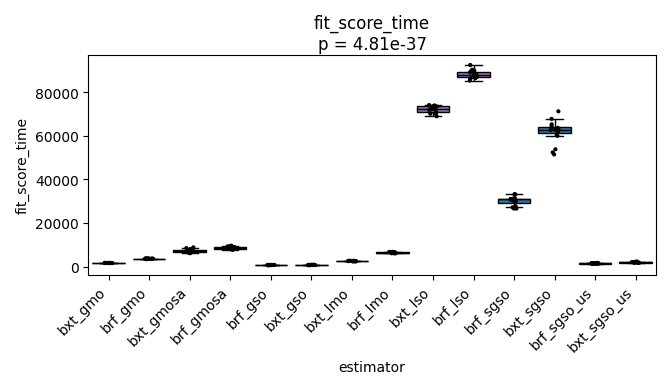 fit_score_time
p = 4.81e-37
fit_score_time
80000
60000
40000
20000
0
bxt_gmo
brf_gmo
bxt_gmosa
brf_gmosa
brf_gso
bxt_gso
bxt_lmo
brf_lmo
bxt_lso
brf_lso
brf_sgso
bxt_sgso
brf_sgso_us
bxt_sgso_us
estimator